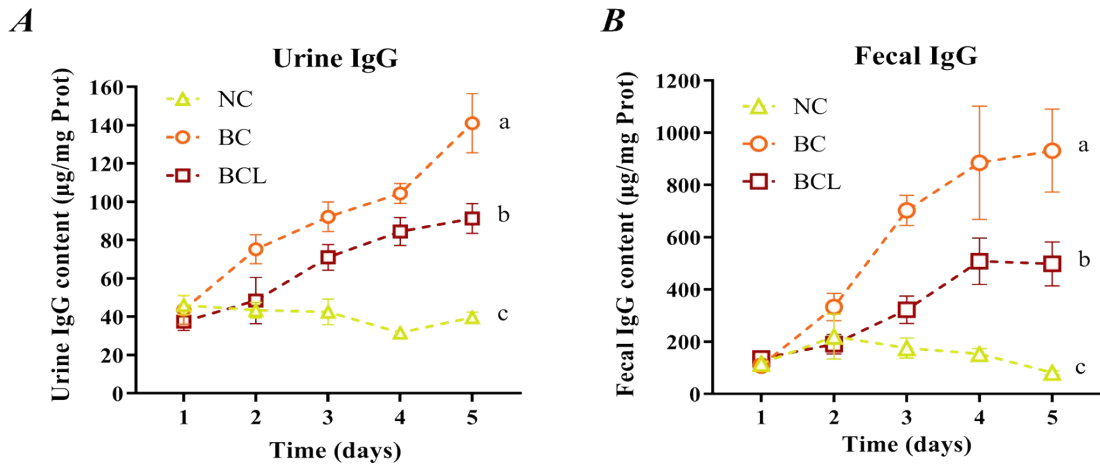 A
Urine IgG
Urine IgG content (μg/mg Prot)
160
140
120
100
80
60
40
20
0
NC
BC
BCL
a
b
c
1 2 3 4 5
Time (days)
B
Fecal IgG
Fecal IgG content (μg/mg Prot)
1200
1000
800
600
400
200
0
NC
BC
BCL
a
b
c
1 2 3 4 5
Time (days)